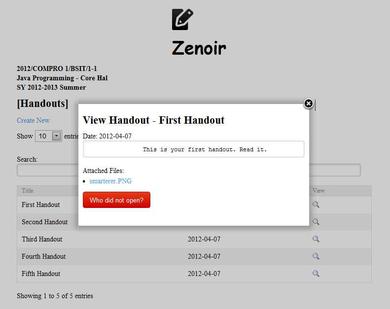 Zenoir
2012/COMPRO 1/BSIT/1-1
Java Programming - Core Hal
SY 2012-2013 Summer
[Handouts]
Create New
Show 10 entrie
Search:
Title View
First Handout
Second Handout
Third Handout 2012-04-07
Fourth Handout 2012-04-07
Fifth Handout 2012-04-07
Showing 1 to 5 of 5 entries
View Handout - First Handout
Date: 2012-04-07
This is your first handout. Read it.
Attached Files:
smarterer.PNG
Who did not open?